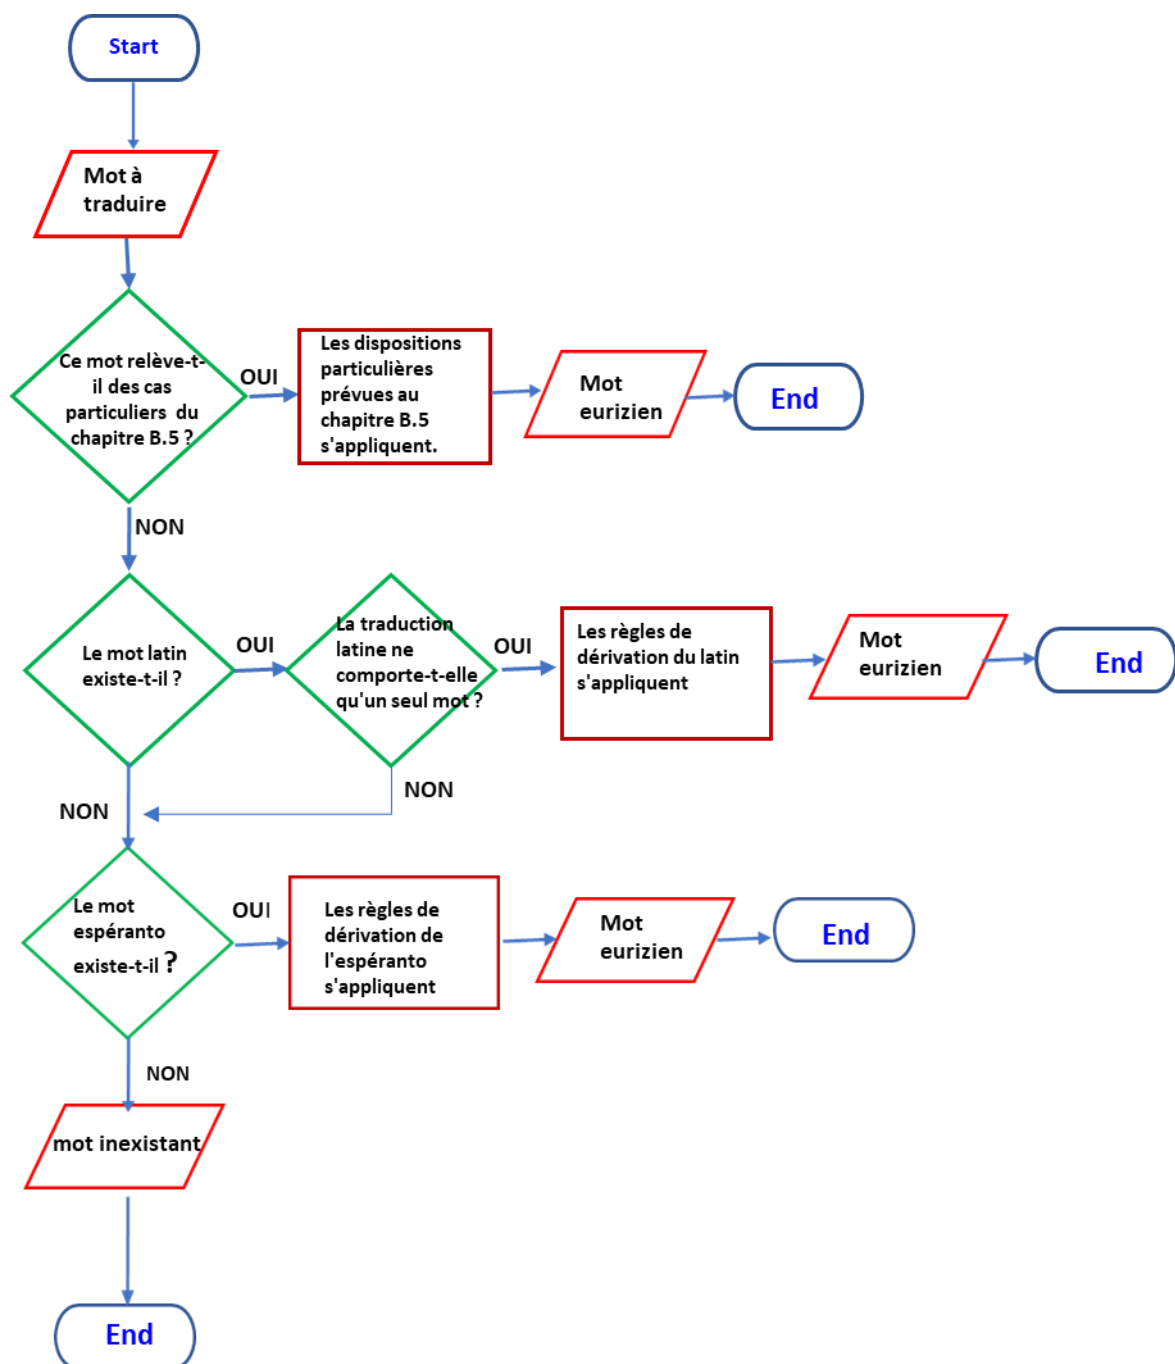 Start
Mot à
traduire
Ce mot relève-t-
il des cas
particuliers du
chapitre B.5 ?
OUI
Les dispositions
particulières
prévues au
chapitre B.5
s'appliquent.
Mot
eurizien
End
NON
Le mot latin
existe-t-il ?
OUI
La traduction
latine ne
comporte-t-elle
qu'un seul mot ?
OUI
Les règles de
dérivation du latin
s'appliquent
Mot
eurizien
End
NON
NON
Le mot
espéranto
existe-t-il ?
OUI
Les règles de
dérivation de
l'espéranto
s'appliquent
Mot
eurizien
End
NON
mot inexistant
End